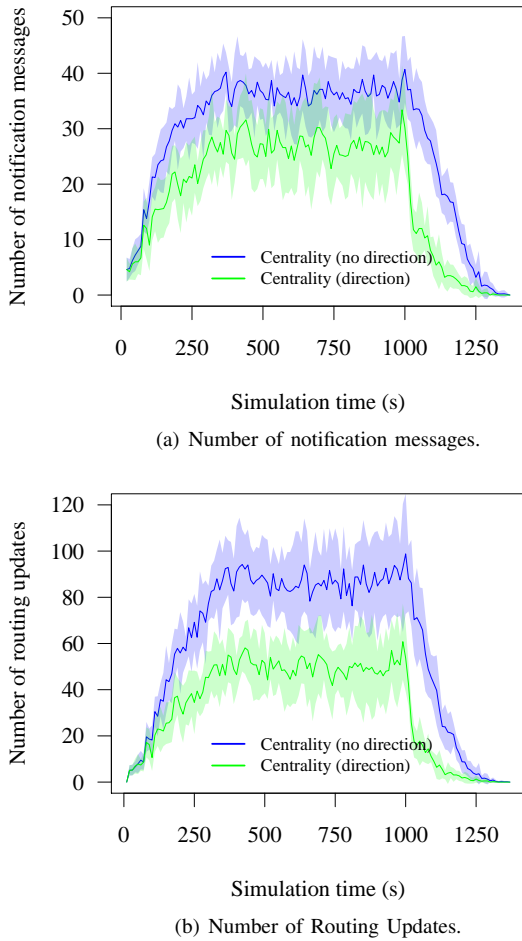 Number of notification messages
50
40
30
20
10
0
Centrality (no direction)
Centrality (direction)
0 250 500 750 1000 1250
Simulation time (s)
(a) Number of notification messages.
Number of routing updates
120
100
80
60
40
20
0
Centrality (no direction)
Centrality (direction)
0 250 500 750 1000 1250
Simulation time (s)
(b) Number of Routing Updates.